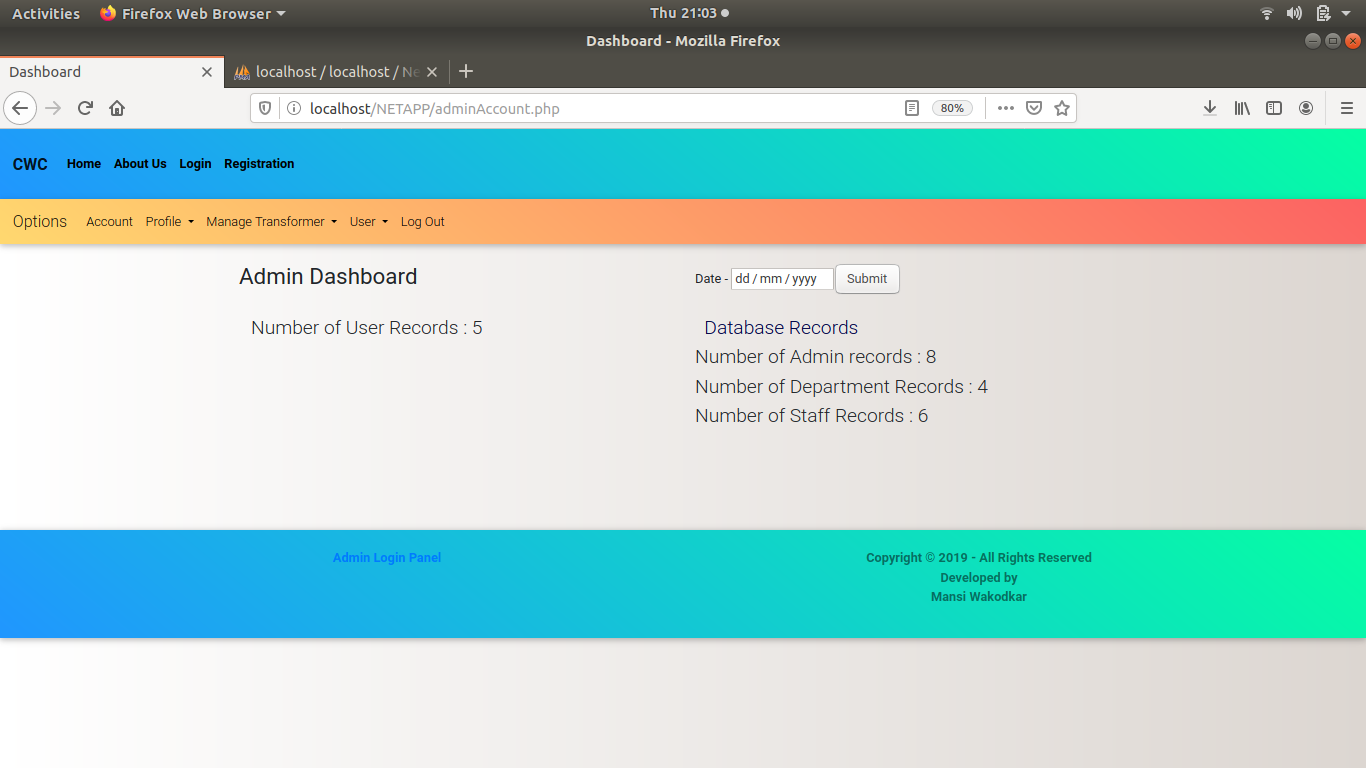 Activities Firefox Web Browser Thu 21:03
Dashboard - Mozilla Firefox
Dashboard localhost / localhost / Ne
localhost/NETAPP/adminAccount.php 80%
CWC Home About Us Login Registration
Options Account Profile Manage Transformer User Log Out
Admin Dashboard Date - dd / mm / yyyy Submit
Number of User Records : 5 Database Records
Number of Admin records : 8
Number of Department Records : 4
Number of Staff Records : 6
Admin Login Panel Copyright © 2019 - All Rights Reserved
Developed by
Mansi Wakodkar